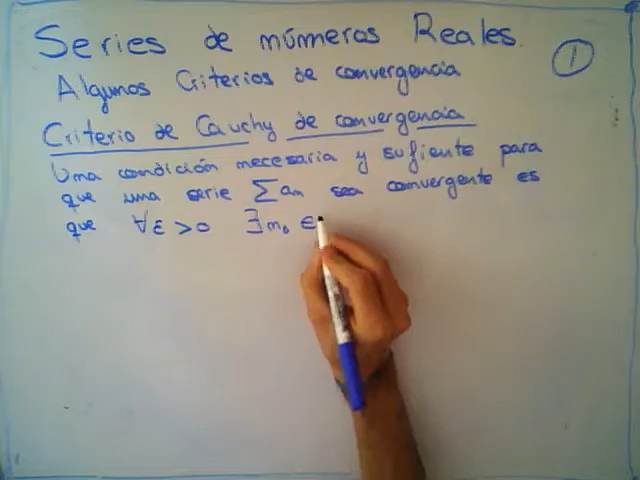 Series de números Reales.
1
Algunos Criterios de convergencia
Criterio de Cauchy de convergencia
Una condición necesaria y sufiente para
que una serie ∑ an sea convergente es
que ∀ε > 0 ∃n₀ ∈